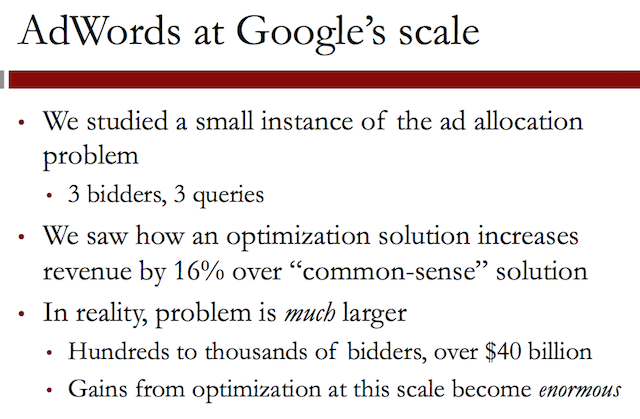 AdWords at Google's scale
• We studied a small instance of the ad allocation
problem
• 3 bidders, 3 queries
• We saw how an optimization solution increases
revenue by 16% over “common-sense” solution
• In reality, problem is much larger
• Hundreds to thousands of bidders, over $40 billion
• Gains from optimization at this scale become enormous